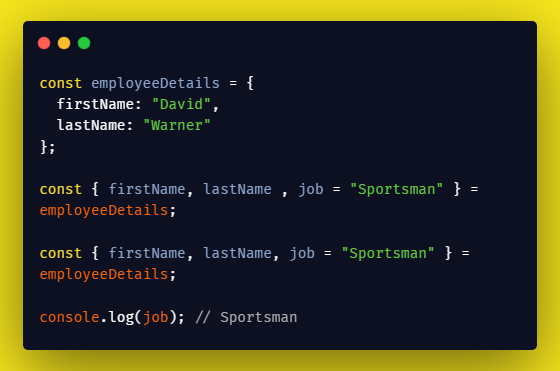 const employeeDetails = {
  firstName: "David",
  lastName: "Warner"
};

const { firstName, lastName , job = "Sportsman" } =
employeeDetails;

const { firstName, lastName, job = "Sportsman" } =
employeeDetails;

console.log(job); // Sportsman